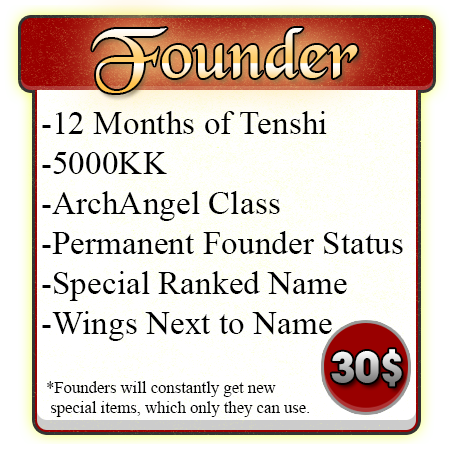 Founder
-12 Months of Tenshi
-5000KK
-ArchAngel Class
-Permanent Founder Status
-Special Ranked Name
-Wings Next to Name
30$
*Founders will constantly get new
special items, which only they can use.